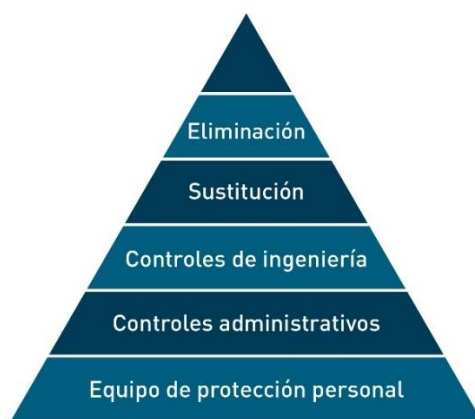 Eliminación
Sustitución
Controles de ingeniería
Controles administrativos
Equipo de protección personal